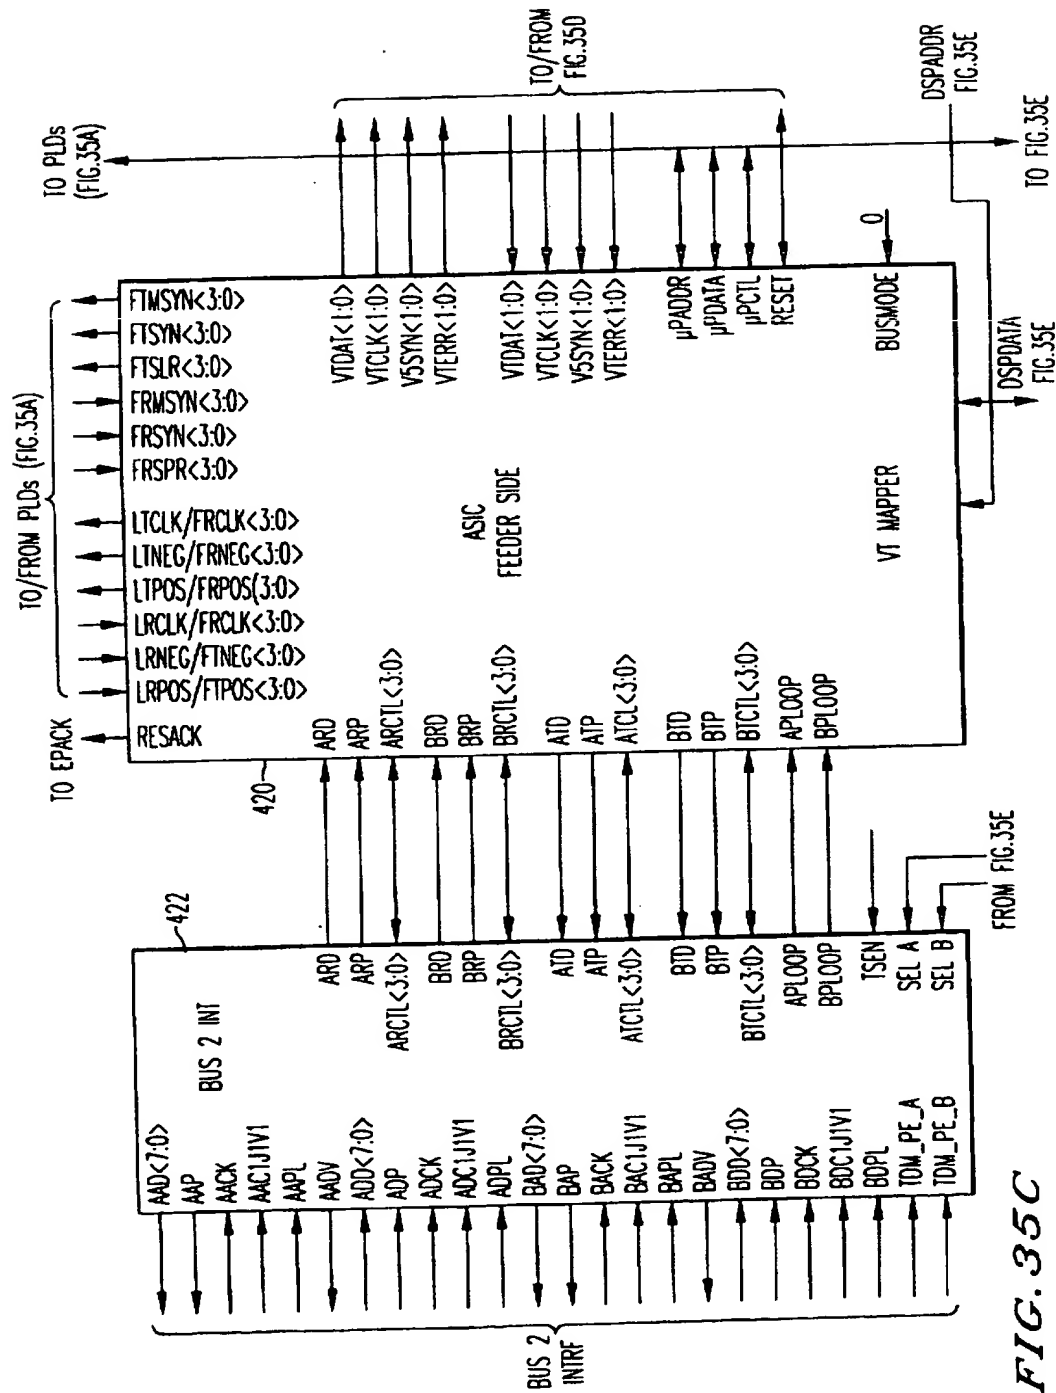 TO/FROM PLDs (FIG.35A)
TO PLDs
(FIG.35A)
TO EPACK
RESACK
LRPOS/FTPOS<3:0>
LRNEG/FTNEG<3:0>
LRCLK/FRCLK<3:0>
LTPOS/FRPOS(3:0>
LTNEG/FRNEG<3:0>
LTCLK/FRCLK<3:0>
FRSPR<3:0>
FRSYN<3:0>
FRMSYN<3:0>
FTSLR<3:0>
FTSYN<3:0>
FTMSYN<3:0>
420
ARD
ARP
ARCTL<3:0>
BRD
BRP
BRCTL<3:0>
ATD
ATP
ATCL<3:0>
BTD
BTP
BTCTL<3:0>
APLOOP
BPLOOP
ASIC
FEEDER SIDE
VT MAPPER
VTDAT<1:0>
VTCLK<1:0>
V5SYN<1:0>
VTERR<1:0>
VTDAT<1:0>
VTCLK<1:0>
V5SYN<1:0>
VTERR<1:0>
µPADDR
µPDATA
µPCTL
RESET
BUSMODE
0
TO/FROM
FIG.35D
DSPADDR
FIG.35E
TO FIG.35E
DSPDATA
FIG.35E
422
BUS 2 INT
ARD
ARP
ARCTL<3:0>
BRD
BRP
BRCTL<3:0>
ATD
ATP
ATCTL<3:0>
BTD
BTP
BTCTL<3:0>
APLOOP
BPLOOP
TSEN
SEL A
SEL B
FROM FIG.35E
AAD<7:0>
AAP
AACK
AAC1J1V1
AAPL
AADV
ADD<7:0>
ADP
ADCK
ADC1J1V1
ADPL
BAD<7:0>
BAP
BACK
BAC1J1V1
BAPL
BADV
BDD<7:0>
BDP
BDCK
BDC1J1V1
BDPL
TDM_PE_A
TDM_PE_B
BUS 2
INTRF
FIG. 35C